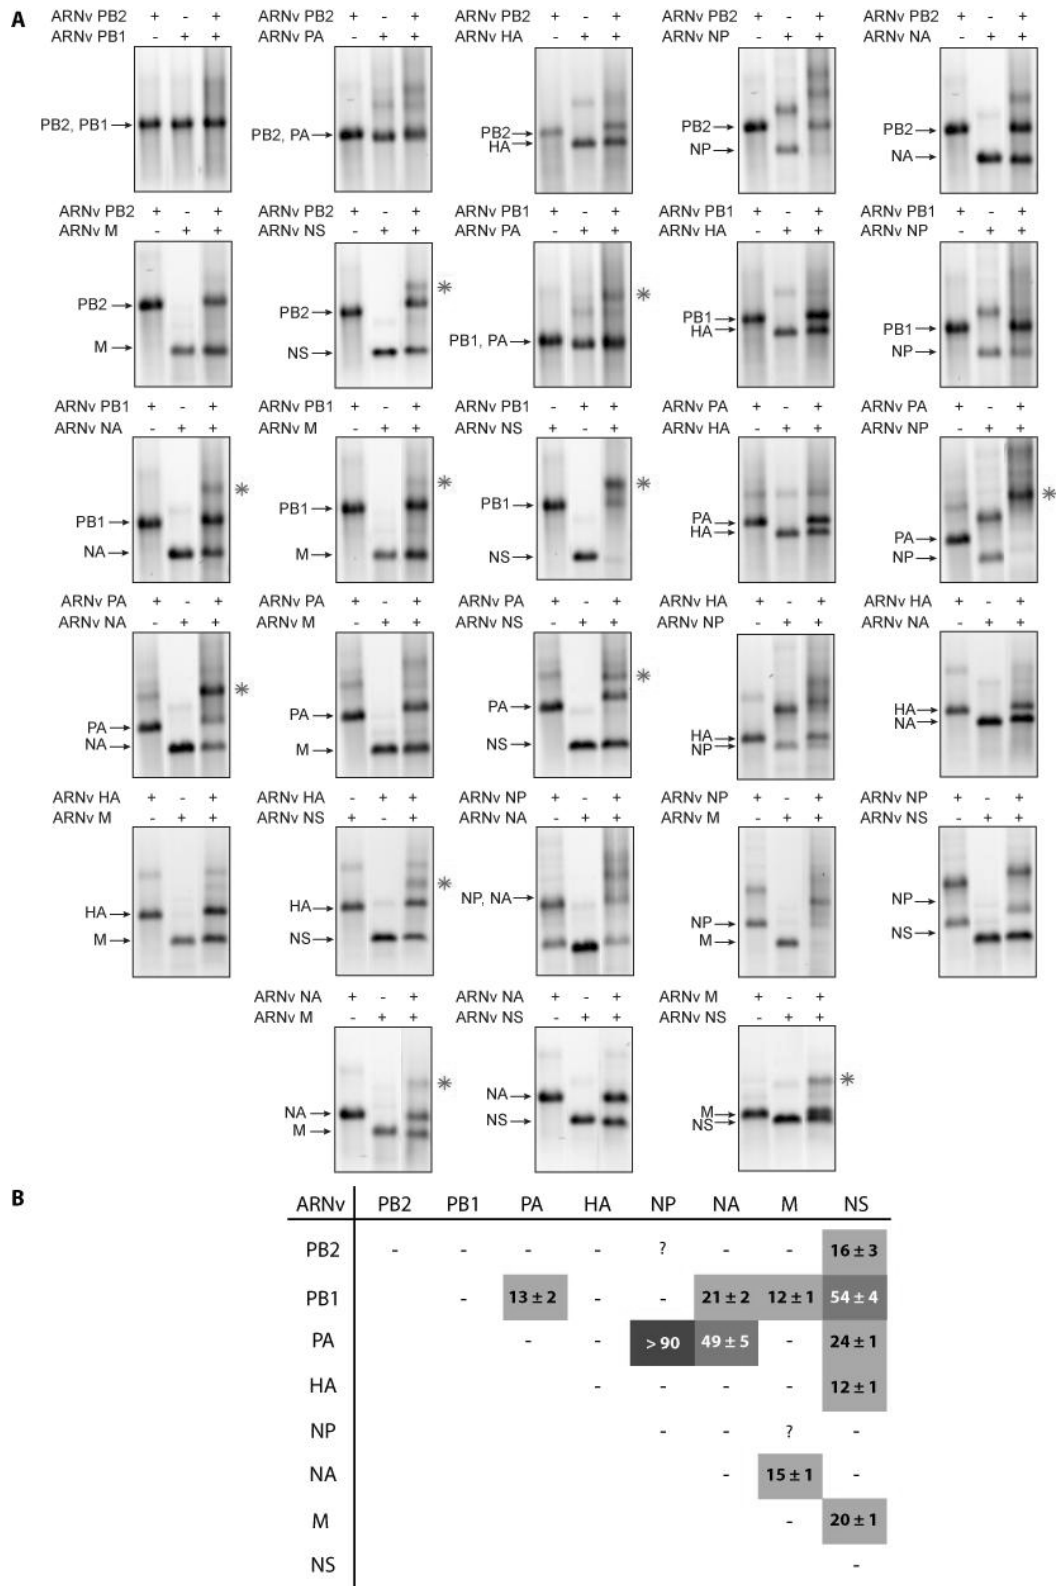 A
ARNv PB2 + - +
ARNv PB1 - + +
PB2, PB1
ARNv PB2 + - +
ARNv PA - + +
PB2, PA
ARNv PB2 + - +
ARNv HA - + +
PB2
HA
ARNv PB2 + - +
ARNv NP - + +
PB2
NP
ARNv PB2 + - +
ARNv NA - + +
PB2
NA
ARNv PB2 + - +
ARNv M - + +
PB2
M
ARNv PB2 + - +
ARNv NS - + +
PB2
NS
*
ARNv PB1 + - +
ARNv PA - + +
PB1, PA
*
ARNv PB1 + - +
ARNv HA - + +
PB1
HA
ARNv PB1 + - +
ARNv NP - + +
PB1
NP
ARNv PB1 + - +
ARNv NA - + +
PB1
NA
*
ARNv PB1 + - +
ARNv M - + +
PB1
M
*
ARNv PB1 - + +
ARNv NS + - +
PB1
NS
*
ARNv PA + - +
ARNv HA - + +
PA
HA
ARNv PA + - +
ARNv NP - + +
PA
NP
*
ARNv PA + - +
ARNv NA - + +
PA
NA
*
ARNv PA + - +
ARNv M - + +
PA
M
ARNv PA + - +
ARNv NS - + +
PA
NS
*
ARNv HA + - +
ARNv NP - + +
HA
NP
ARNv HA + - +
ARNv NA - + +
HA
NA
ARNv HA + - +
ARNv M - + +
HA
M
ARNv HA - + +
ARNv NS + - +
HA
NS
*
ARNv NP + - +
ARNv NA - + +
NP, NA
ARNv NP + - +
ARNv M - + +
NP
M
ARNv NP + - +
ARNv NS - + +
NP
NS
ARNv NA + - +
ARNv M - + +
NA
M
*
ARNv NA + - +
ARNv NS - + +
NA
NS
ARNv M + - +
ARNv NS - + +
M
NS
*
B
ARNv PB2 PB1 PA HA NP NA M NS
PB2 - - - - ? - - 16 ± 3
PB1 - 13 ± 2 - - 21 ± 2 12 ± 1 54 ± 4
PA - - > 90 49 ± 5 - 24 ± 1
HA - - - - 12 ± 1
NP - - ? -
NA - 15 ± 1 -
M - 20 ± 1
NS -